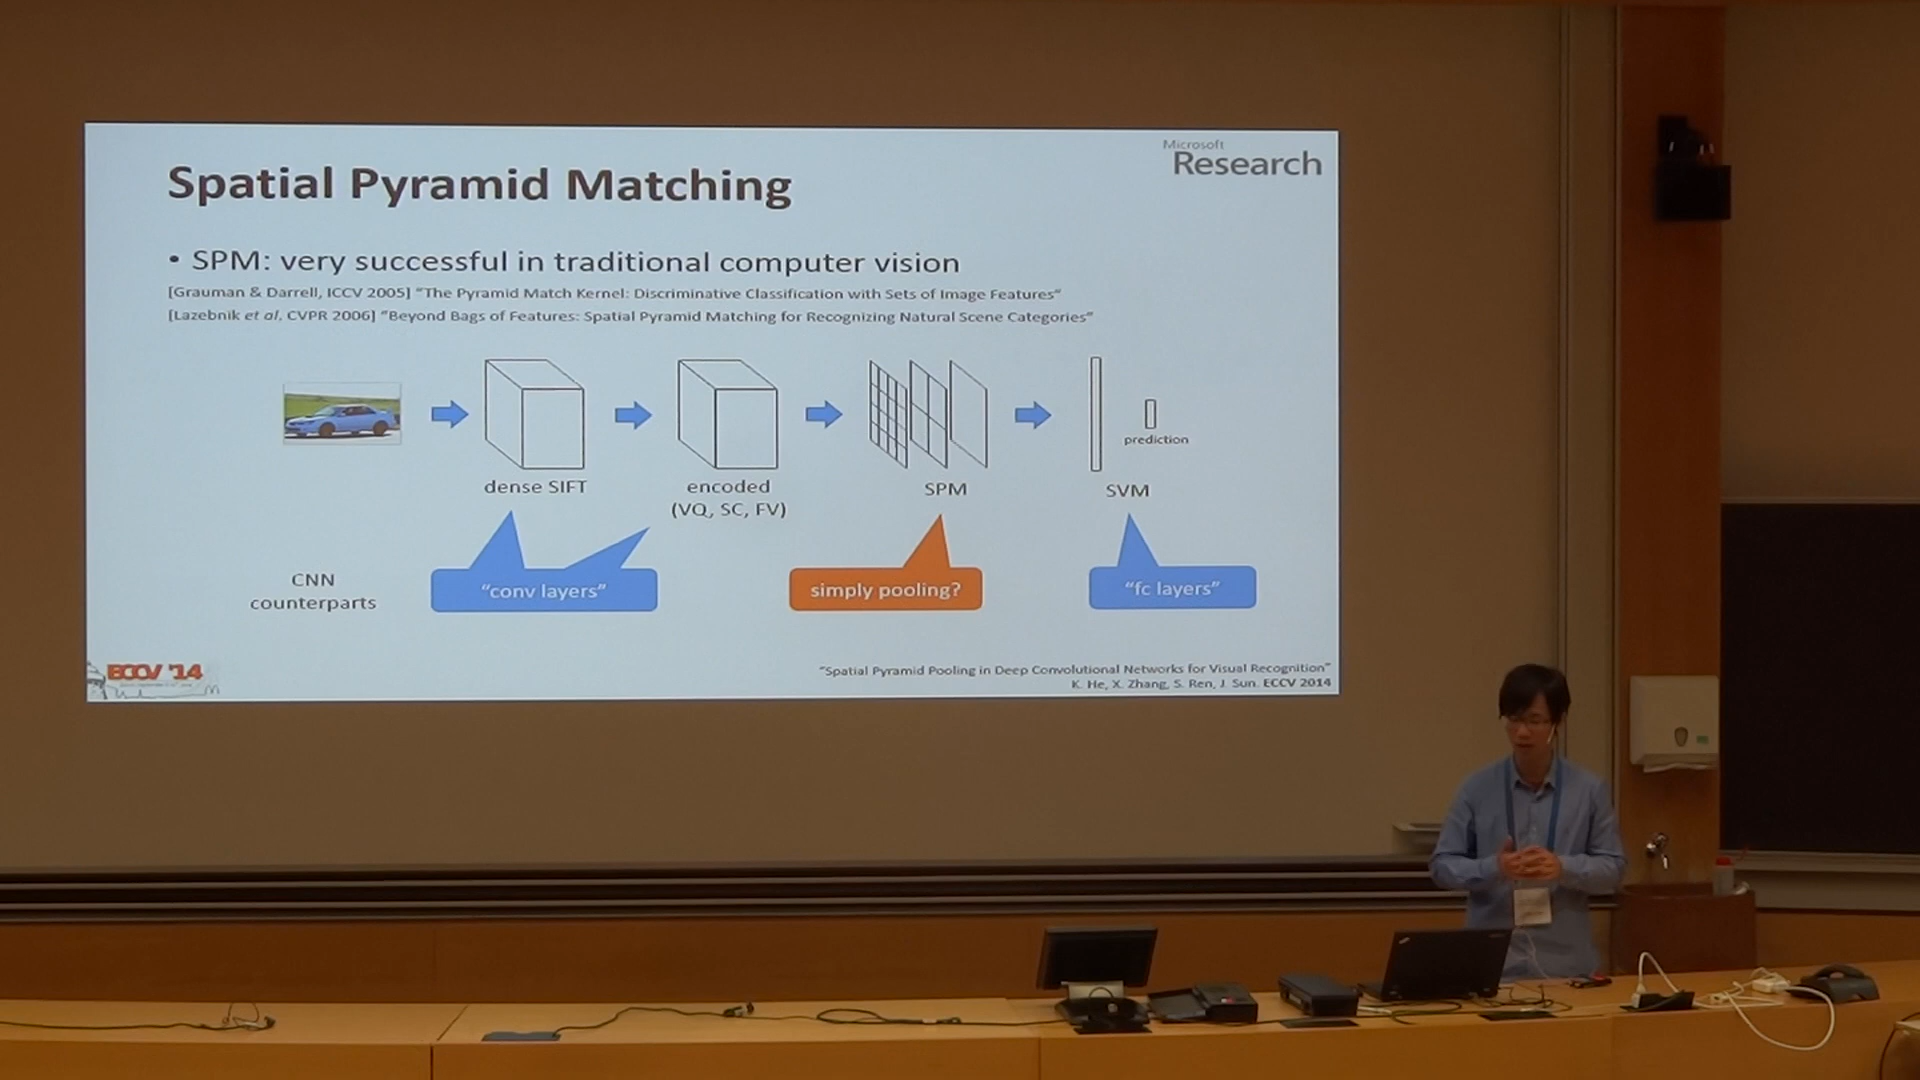 Microsoft
Research
Spatial Pyramid Matching
• SPM: very successful in traditional computer vision
[Grauman & Darrell, ICCV 2005] "The Pyramid Match Kernel: Discriminative Classification with Sets of Image Features"
[Lazebnik et al, CVPR 2006] "Beyond Bags of Features: Spatial Pyramid Matching for Recognizing Natural Scene Categories"
prediction
dense SIFT
encoded
(VQ, SC, FV)
SPM
SVM
CNN
counterparts
"conv layers"
simply pooling?
"fc layers"
ECCV '14
"Spatial Pyramid Pooling in Deep Convolutional Networks for Visual Recognition"
K. He, X. Zhang, S. Ren, J. Sun. ECCV 2014